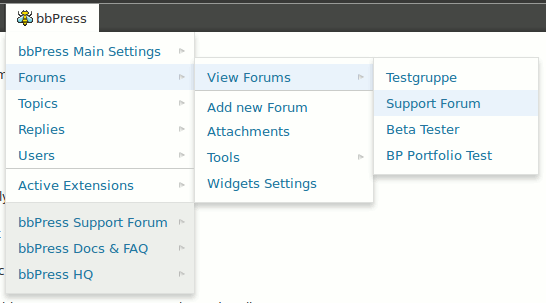 bbPress
bbPress Main Settings
Forums
Topics
Replies
Users
Active Extensions
bbPress Support Forum
bbPress Docs & FAQ
bbPress HQ
View Forums
Add new Forum
Attachments
Tools
Widgets Settings
Testgruppe
Support Forum
Beta Tester
BP Portfolio Test